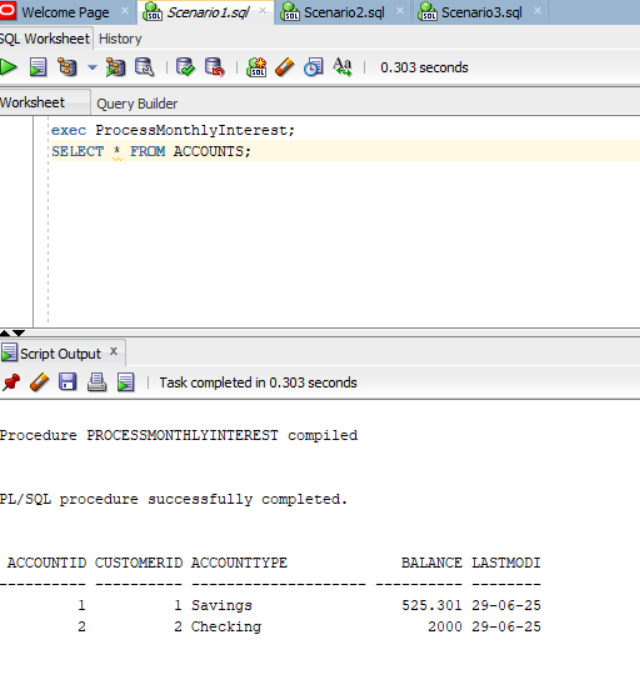 Welcome Page × Scenario1.sql × Scenario2.sql × Scenario3.sql ×
SQL Worksheet History
0.303 seconds
Worksheet Query Builder
exec ProcessMonthlyInterest;
SELECT * FROM ACCOUNTS;
Script Output ×
Task completed in 0.303 seconds
Procedure PROCESSMONTHLYINTEREST compiled
PL/SQL procedure successfully completed.
ACCOUNTID CUSTOMERID ACCOUNTTYPE BALANCE LASTMODI
---------- ---------- -------------------- ---------- --------
1 1 Savings 525.301 29-06-25
2 2 Checking 2000 29-06-25